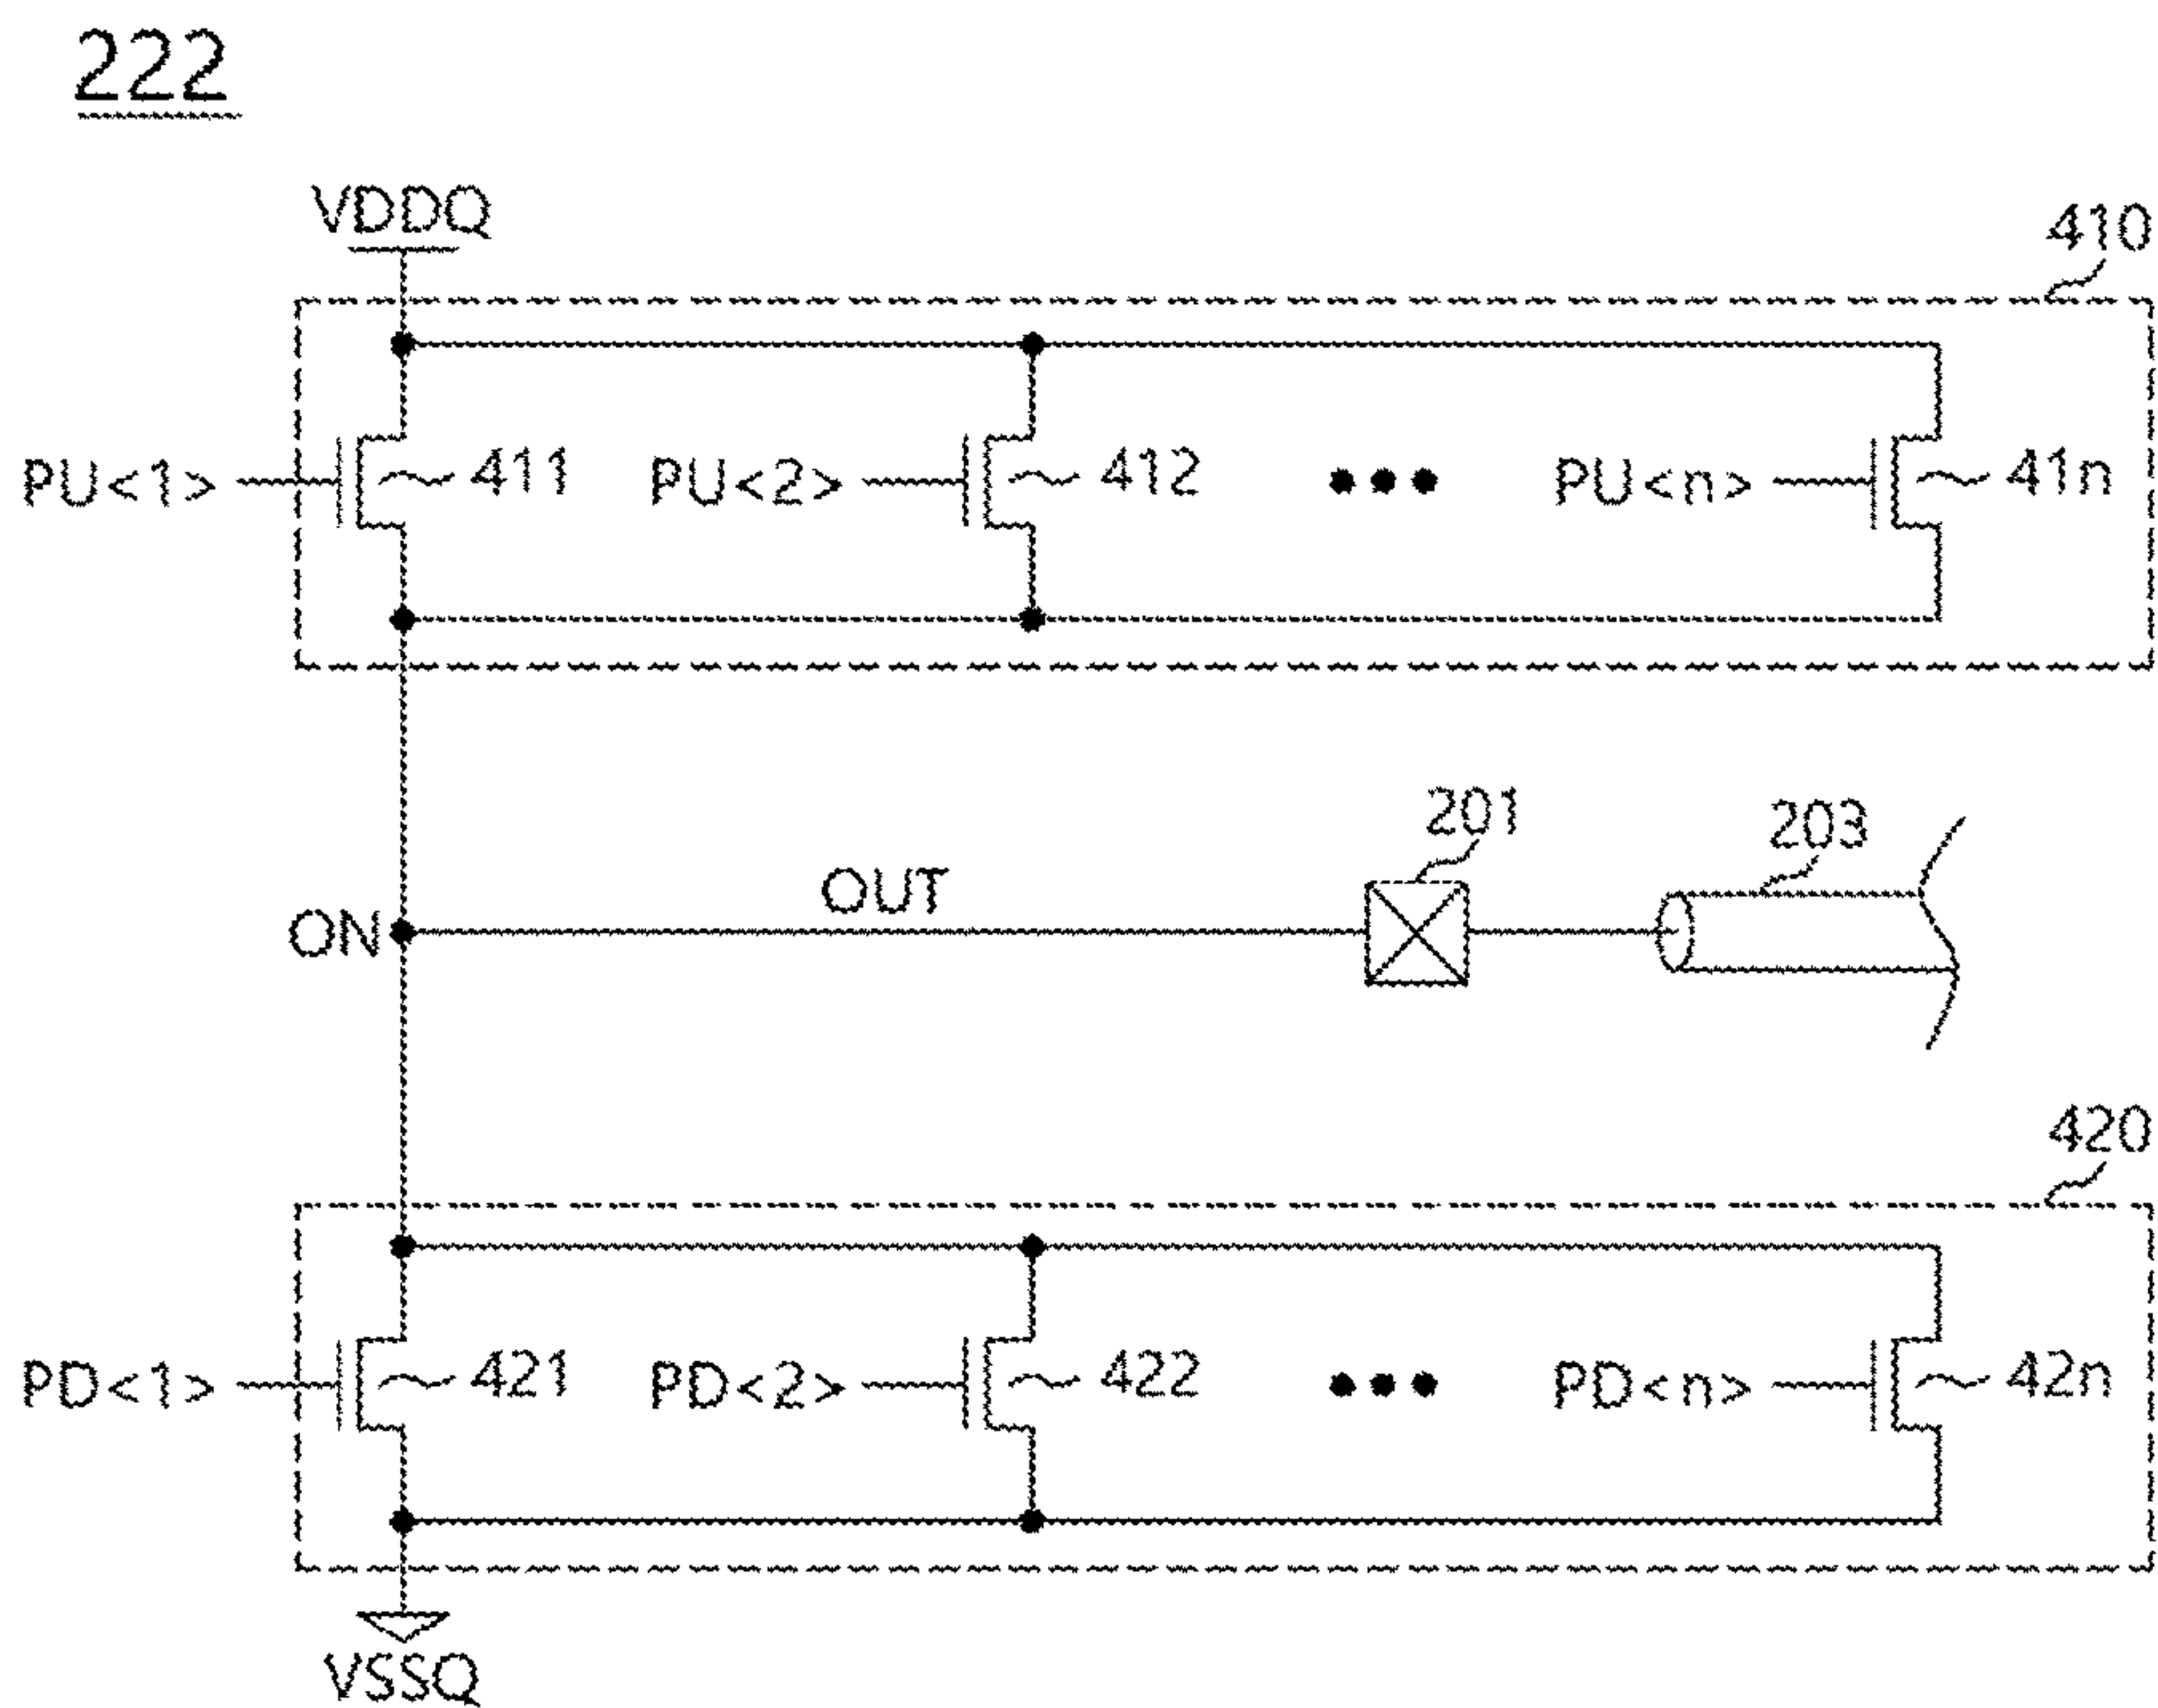 222
VDDQ
410
PU<1> 411 PU<2> 412 ••• PU<n> 41n
201
203
OUT
ON
420
PD<1> 421 PD<2> 422 ••• PD<n> 42n
VSSQ